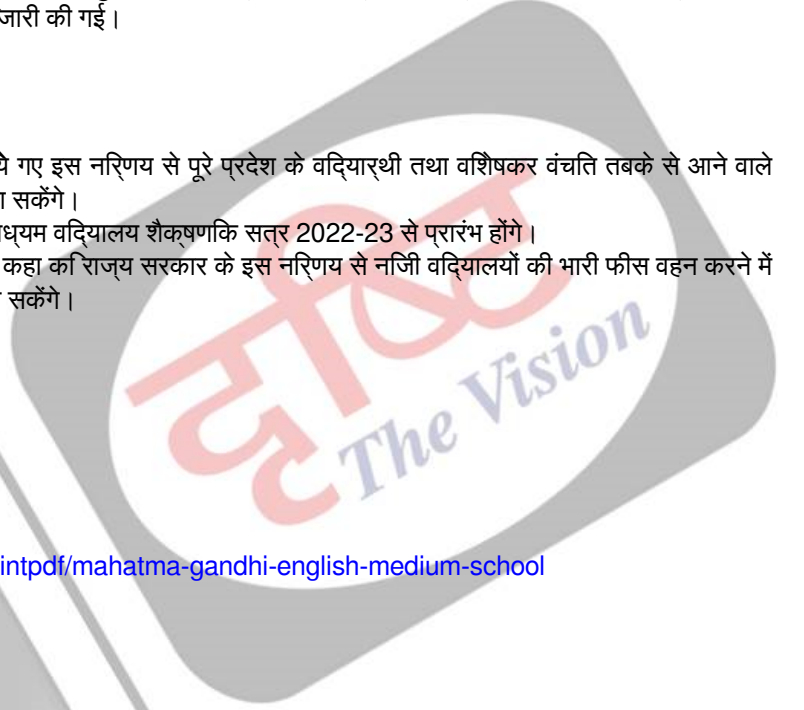 जारी की गई।
ये गए इस निर्णय से पूरे प्रदेश के विद्यार्थी तथा विशेषकर वंचित तबके से आने वाले
सकेंगे।
माध्यम विद्यालय शैक्षणिक सत्र 2022-23 से प्रारंभ होंगे।
कहा कि राज्य सरकार के इस निर्णय से निजी विद्यालयों की भारी फीस वहन करने में
सकेंगे।
दृष्टि
The Vision
intpdf/mahatma-gandhi-english-medium-school